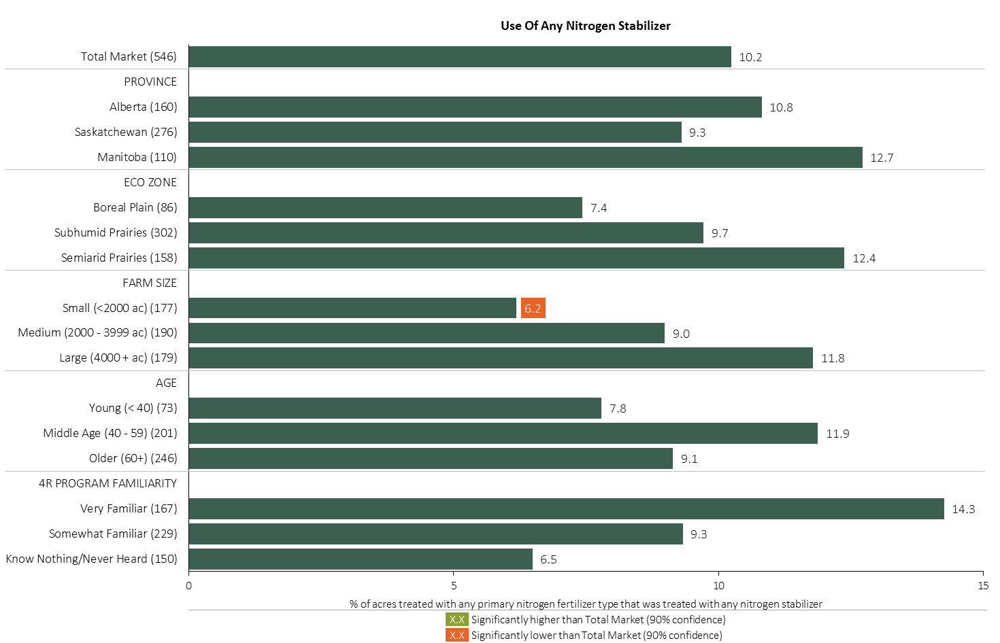 Use Of Any Nitrogen Stabilizer
Total Market (546) 10.2
PROVINCE
Alberta (160) 10.8
Saskatchewan (276) 9.3
Manitoba (110) 12.7
ECO ZONE
Boreal Plain (86) 7.4
Subhumid Prairies (302) 9.7
Semiarid Prairies (158) 12.4
FARM SIZE
Small (<2000 ac) (177) 6.2
Medium (2000 - 3999 ac) (190) 9.0
Large (4000 + ac) (179) 11.8
AGE
Young (< 40) (73) 7.8
Middle Age (40 - 59) (201) 11.9
Older (60+) (246) 9.1
4R PROGRAM FAMILIARITY
Very Familiar (167) 14.3
Somewhat Familiar (229) 9.3
Know Nothing/Never Heard (150) 6.5
0 5 10 15
% of acres treated with any primary nitrogen fertilizer type that was treated with any nitrogen stabilizer
X.X Significantly higher than Total Market (90% confidence)
X.X Significantly lower than Total Market (90% confidence)